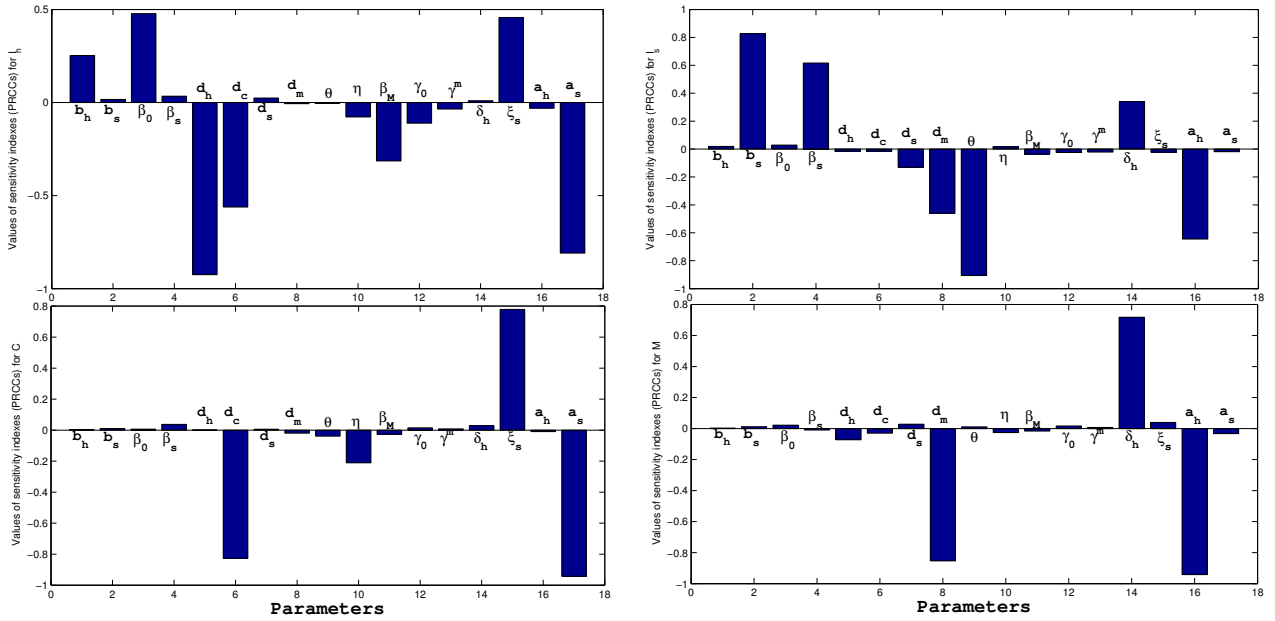 Values of sensitivity indexes (PRCCs) for I_h
0.5
0
−0.5
−1
0 2 4 6 8 10 12 14 16 18
b_h b_s β_0 β_s d_h d_c d_s d_m θ η β_M γ_0 γ^m δ_h ξ_s a_h a_s
Values of sensitivity indexes (PRCCs) for I_s
1
0.8
0.6
0.4
0.2
0
−0.2
−0.4
−0.6
−0.8
−1
0 2 4 6 8 10 12 14 16 18
b_h b_s β_0 β_s d_h d_c d_s d_m θ η β_M γ_0 γ^m δ_h ξ_s a_h a_s
Values of sensitivity indexes (PRCCs) for C
0.8
0.6
0.4
0.2
0
−0.2
−0.4
−0.6
−0.8
−1
0 2 4 6 8 10 12 14 16 18
b_h b_s β_0 β_s d_h d_c d_s d_m θ η β_M γ_0 γ^m δ_h ξ_s a_h a_s
Parameters
Values of sensitivity indexes (PRCCs) for M
0.8
0.6
0.4
0.2
0
−0.2
−0.4
−0.6
−0.8
−1
0 2 4 6 8 10 12 14 16 18
b_h b_s β_0 β_s d_h d_c d_s d_m θ η β_M γ_0 γ^m δ_h ξ_s a_h a_s
Parameters